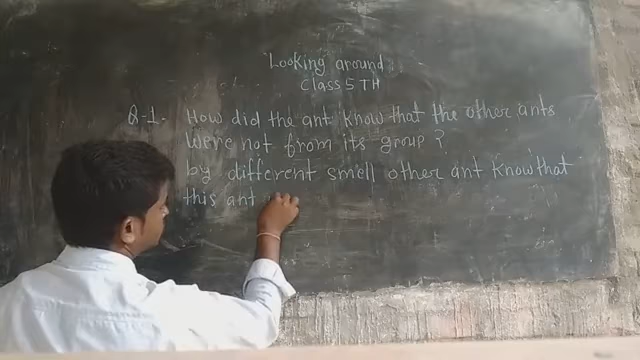 Looking around
Class 5TH
Q-1- How did the ant know that the other ants
were not from its group?
by different smell other ant know that
this ant